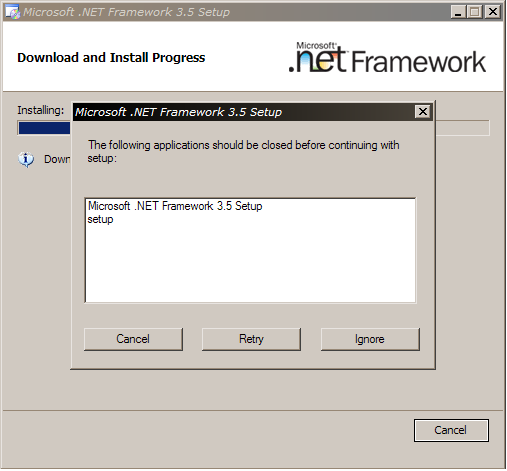 Microsoft .NET Framework 3.5 Setup
Download and Install Progress
Microsoft®
.net Framework
Installing:
Microsoft .NET Framework 3.5 Setup
The following applications should be closed before continuing with
setup:
Down
Microsoft .NET Framework 3.5 Setup
setup
Cancel Retry Ignore
Cancel